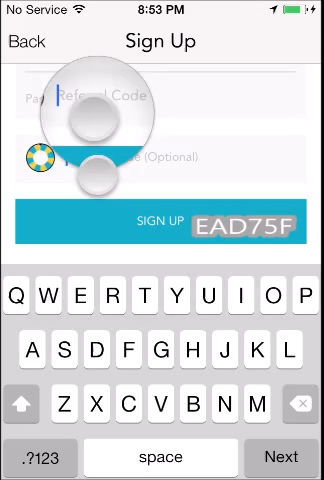 No Service 8:53 PM
Back Sign Up
Referral Code
(Optional)
SIGN UP EAD75F
Q W E R T Y U I O P
A S D F G H J K L
Z X C V B N M
.?123 space Next